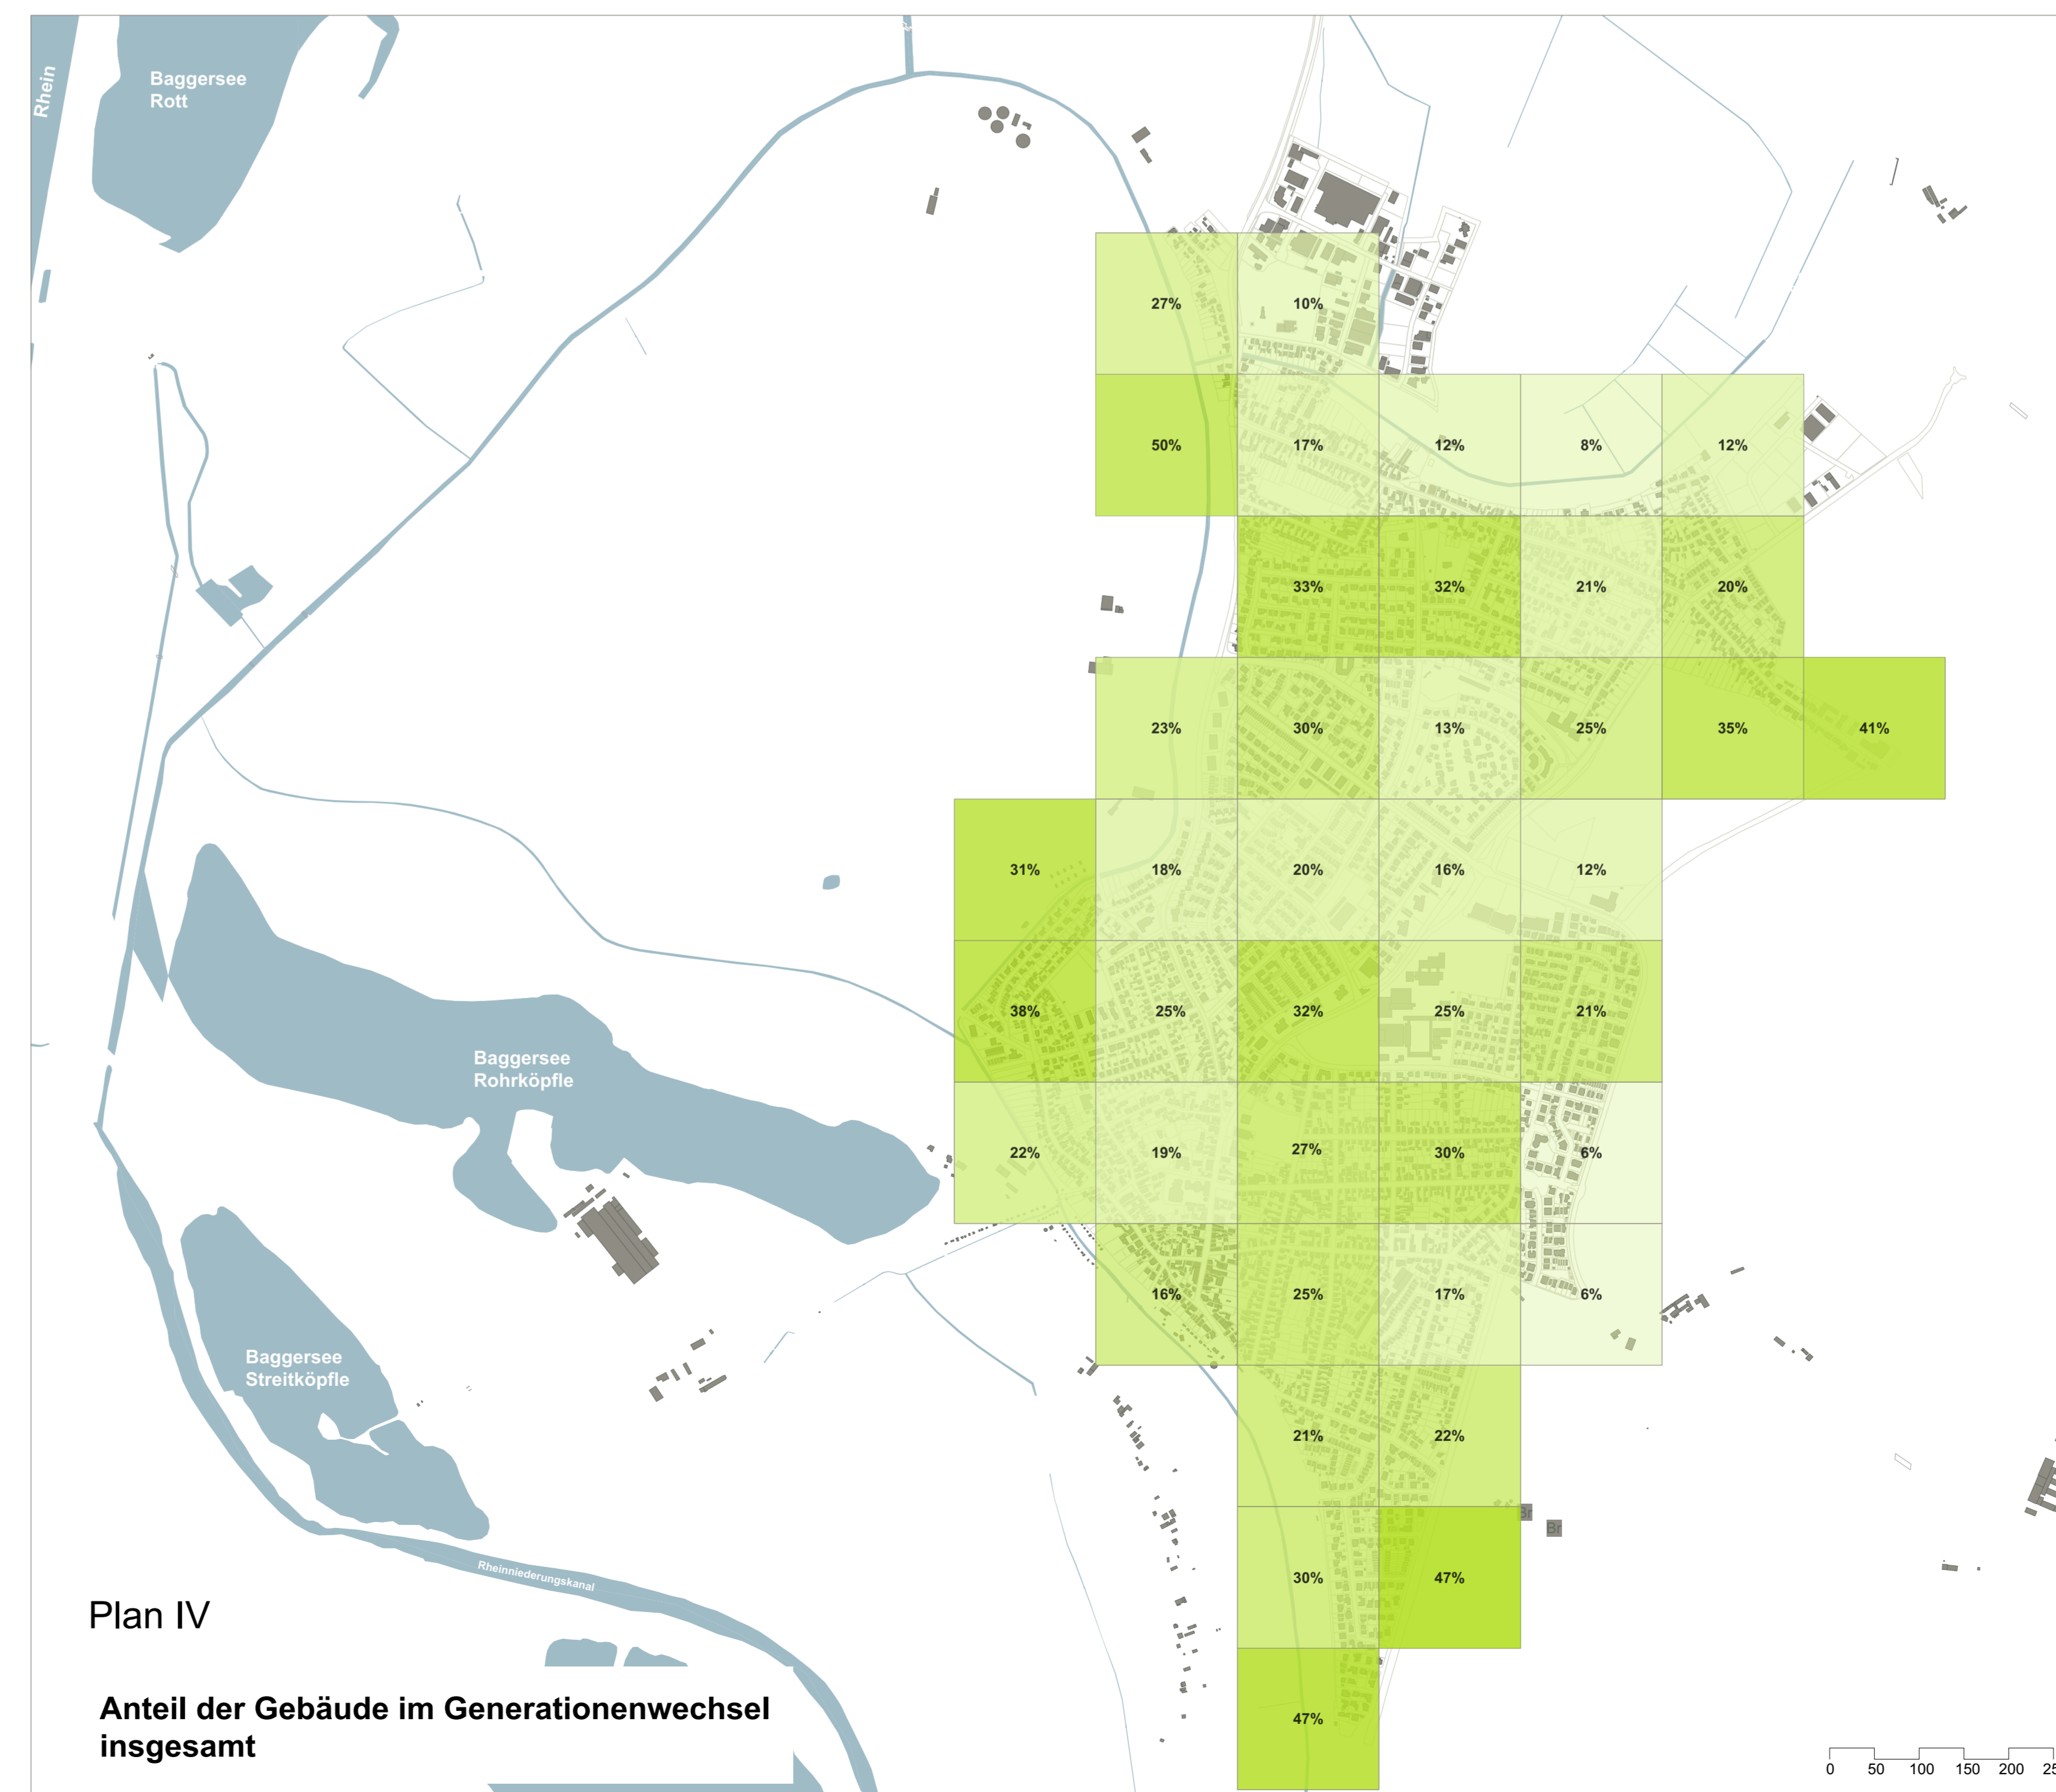 Rhein
Baggersee
Rott
27% 10%
50% 17% 12% 8% 12%
33% 32% 21% 20%
23% 30% 13% 25% 35% 41%
31% 18% 20% 16% 12%
38% 25% 32% 25% 21%
Baggersee
Rohrköpfle
22% 19% 27% 30% 6%
16% 25% 17% 6%
Baggersee
Streitköpfle
21% 22%
Br
Br
Rheinniederungskanal
30% 47%
Plan IV
Anteil der Gebäude im Generationenwechsel
insgesamt
47%
0 50 100 150 200